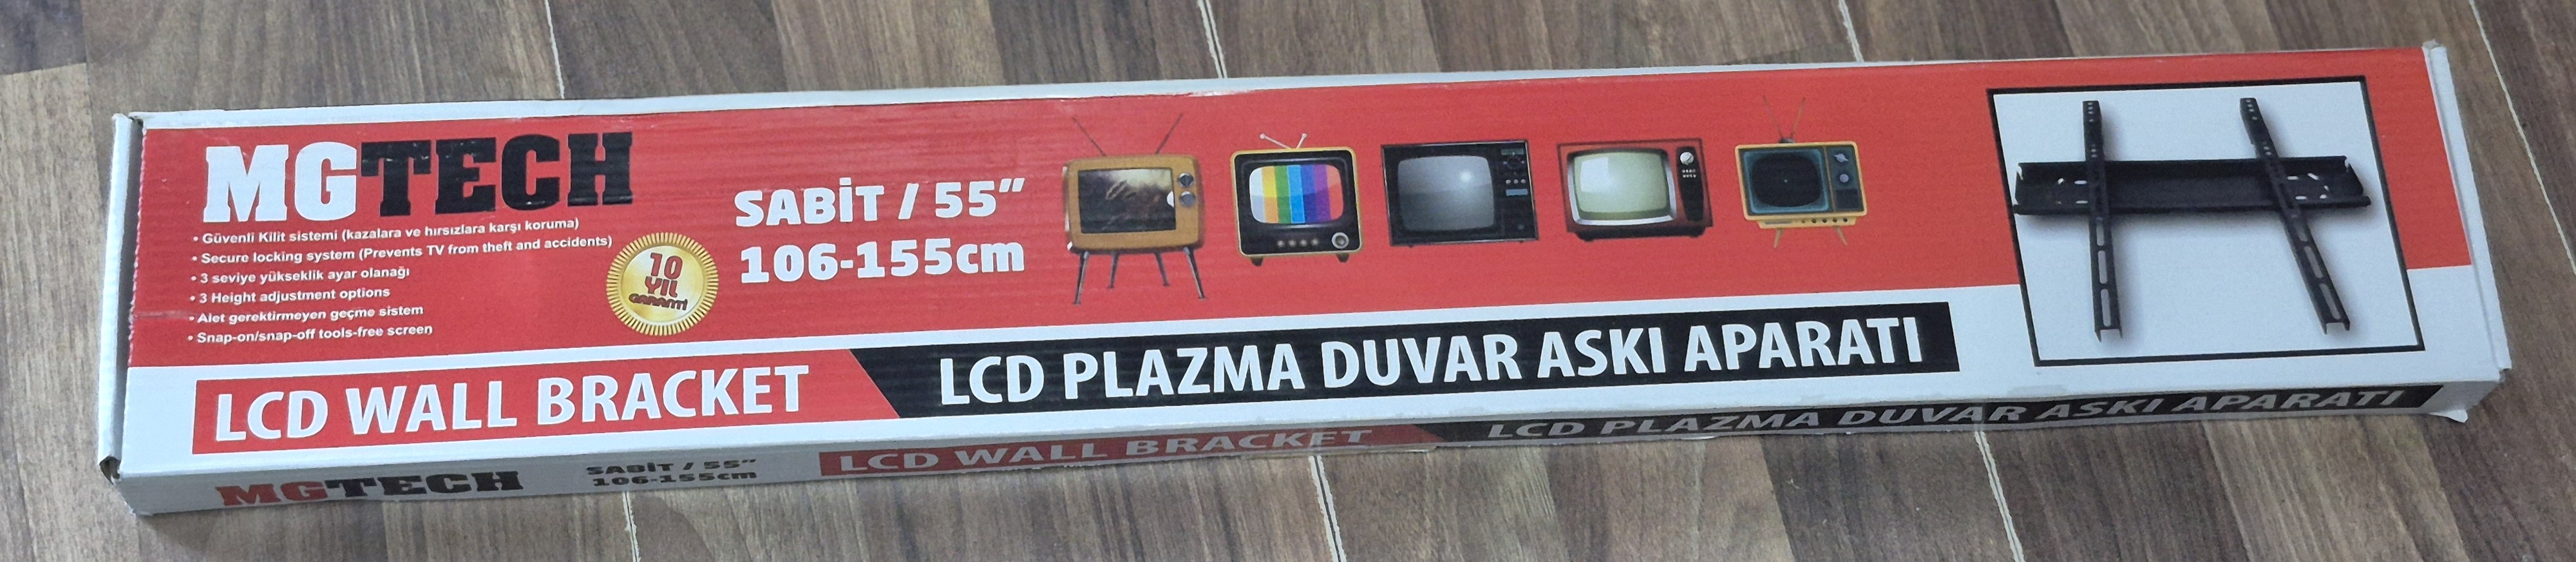 MGTECH
• Güvenli Kilit sistemi (kazalara ve hırsızlara karşı koruma)
• Secure locking system (Prevents TV from theft and accidents)
• 3 seviye yükseklik ayar olanağı
• 3 Height adjustment options
• Alet gerektirmeyen geçme sistem
• Snap-on/snap-off tools-free screen
10
YIL
GARANTİ
SABİT / 55"
106-155cm
LCD WALL BRACKET
LCD PLAZMA DUVAR ASKI APARATI
MGTECH
SABİT / 55"
106-155cm
LCD WALL BRACKET
LCD PLAZMA DUVAR ASKI APARATI